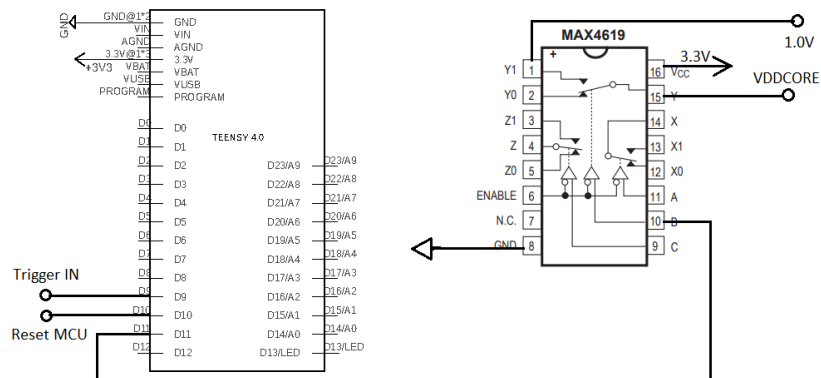 GND
GND@1*2
GND
VIN
VIN
AGND
AGND
3.3V@1*3
3.3V
+3V3
VBAT
VBAT
VUSB
VUSB
PROGRAM
PROGRAM
TEENSY 4.0
D0
D0
D1
D1
D2
D2
D3
D3
D4
D4
D5
D5
D6
D6
D7
D7
D8
D8
D9
D9
D10
D10
D11
D11
D12
D12
D23/A9
D23/A9
D22/A8
D22/A8
D21/A7
D21/A7
D20/A6
D20/A6
D19/A5
D19/A5
D18/A4
D18/A4
D17/A3
D17/A3
D16/A2
D16/A2
D15/A1
D15/A1
D14/A0
D14/A0
D13/LED
D13/LED
Trigger IN
Reset MCU
MAX4619
+
Y1 1
Y0 2
Z1 3
Z 4
Z0 5
ENABLE 6
N.C. 7
GND 8
16 VCC
15 Y
14 X
13 X1
12 X0
11 A
10 B
9 C
1.0V
3.3V
VDDCORE